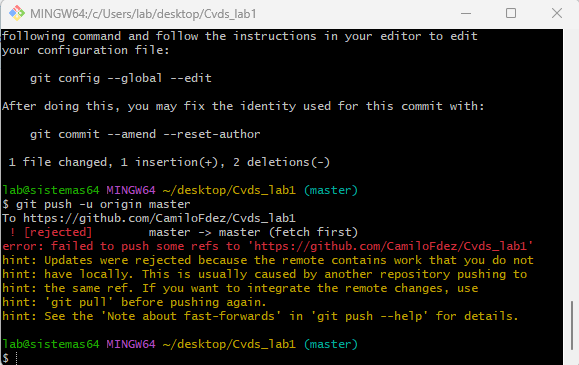 MINGW64:/c/Users/lab/desktop/Cvds_lab1
following command and follow the instructions in your editor to edit
your configuration file:
git config --global --edit
After doing this, you may fix the identity used for this commit with:
git commit --amend --reset-author
1 file changed, 1 insertion(+), 2 deletions(-)
lab@sistemas64 MINGW64 ~/desktop/Cvds_lab1 (master)
$ git push -u origin master
To https://github.com/CamiloFdez/Cvds_lab1
! [rejected]        master -> master (fetch first)
error: failed to push some refs to 'https://github.com/CamiloFdez/Cvds_lab1'
hint: Updates were rejected because the remote contains work that you do not
hint: have locally. This is usually caused by another repository pushing to
hint: the same ref. If you want to integrate the remote changes, use
hint: 'git pull' before pushing again.
hint: See the 'Note about fast-forwards' in 'git push --help' for details.
lab@sistemas64 MINGW64 ~/desktop/Cvds_lab1 (master)
$